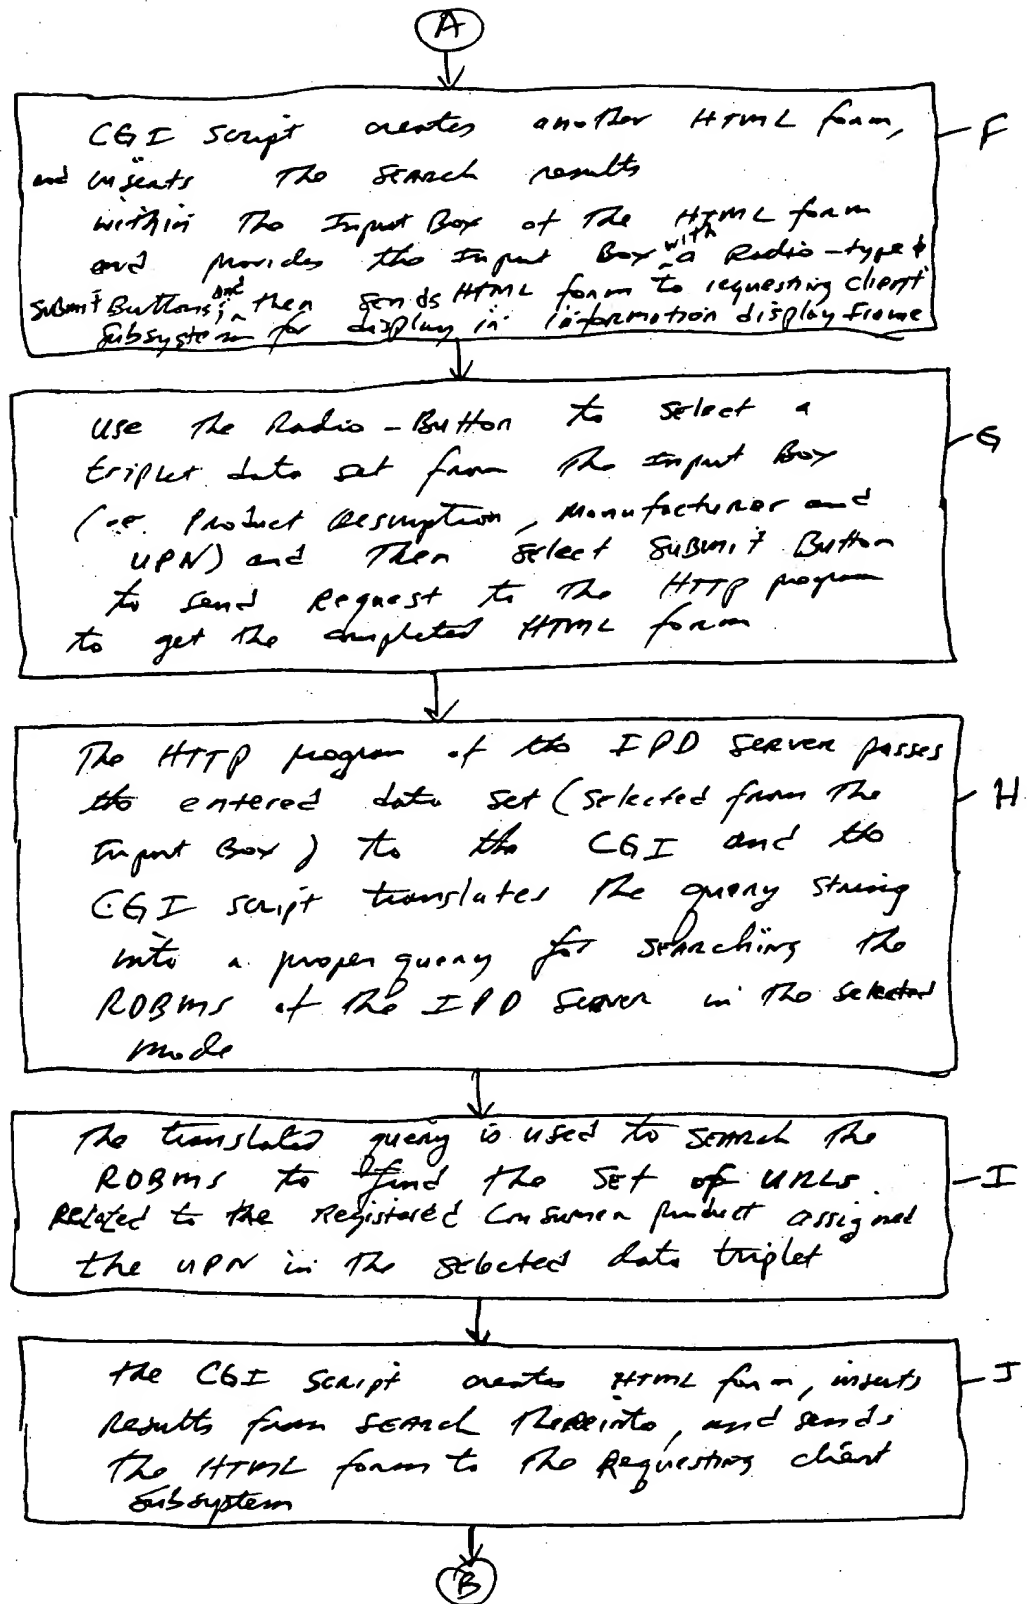 A
CGI Script creates another HTML form, F
and inserts The SEARCH results
within The Input Box of The HTML form
and provides the Input Box with a Radio-type &
Submit Buttons; and then sends HTML form to requesting client
Subsystem for display in information display frame
Use The Radio-Button to select a
triplet data set from The Input Box G
(i.e. Product Description, Manufacturer and
UPN) and Then Select SUBMIT Button
to send Request to The HTTP program
to get the completed HTML form
The HTTP program of the IPD Server passes
the entered data set (Selected from The H
Input Box) to the CGI and the
CGI script translates The query string
into a proper query for SEARCHING The
RDBMS of the IPD Server in The selected
mode
The translated query is used to SEARCH The
RDBMS to find the SET of URLs I
Related to the Registered Consumer product assigned
the UPN in The selected data triplet
the CGI Script creates HTML form, inserts J
Results from SEARCH Thereinto, and sends
The HTML form to The Requesting client
Subsystem
B